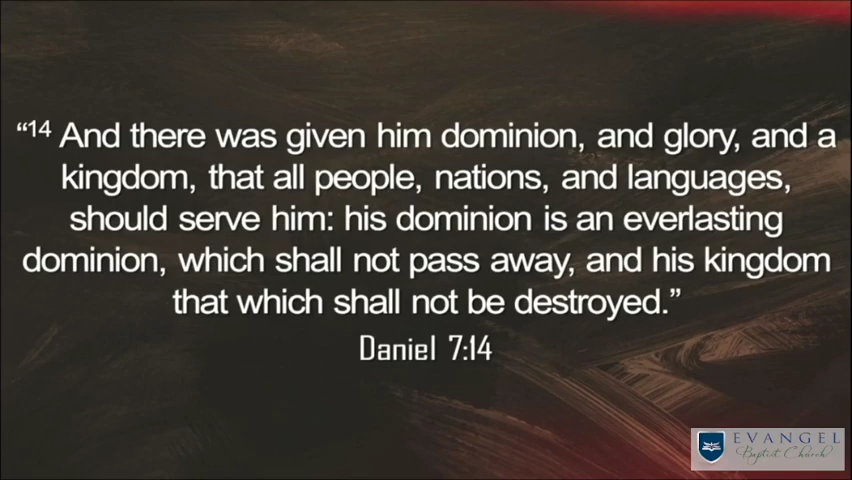 “14 And there was given him dominion, and glory, and a
kingdom, that all people, nations, and languages,
should serve him: his dominion is an everlasting
dominion, which shall not pass away, and his kingdom
that which shall not be destroyed.”
Daniel 7:14
EVANGEL
Baptist Church